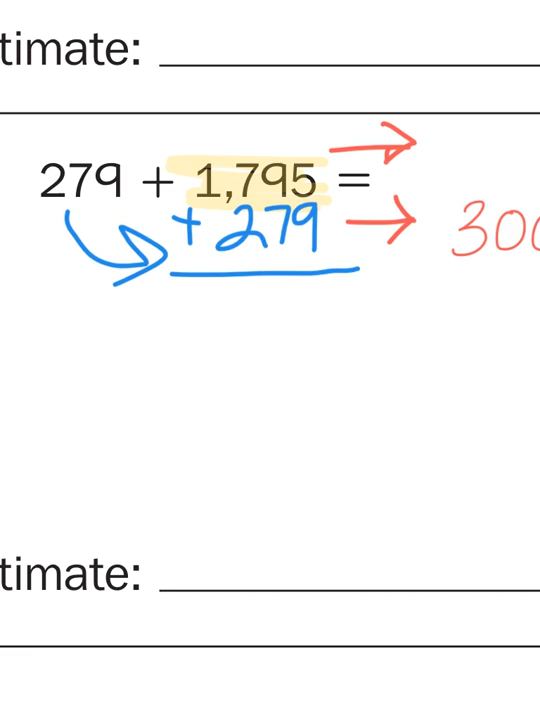 timate:
279 + 1,795 =
+ 279
300
timate: